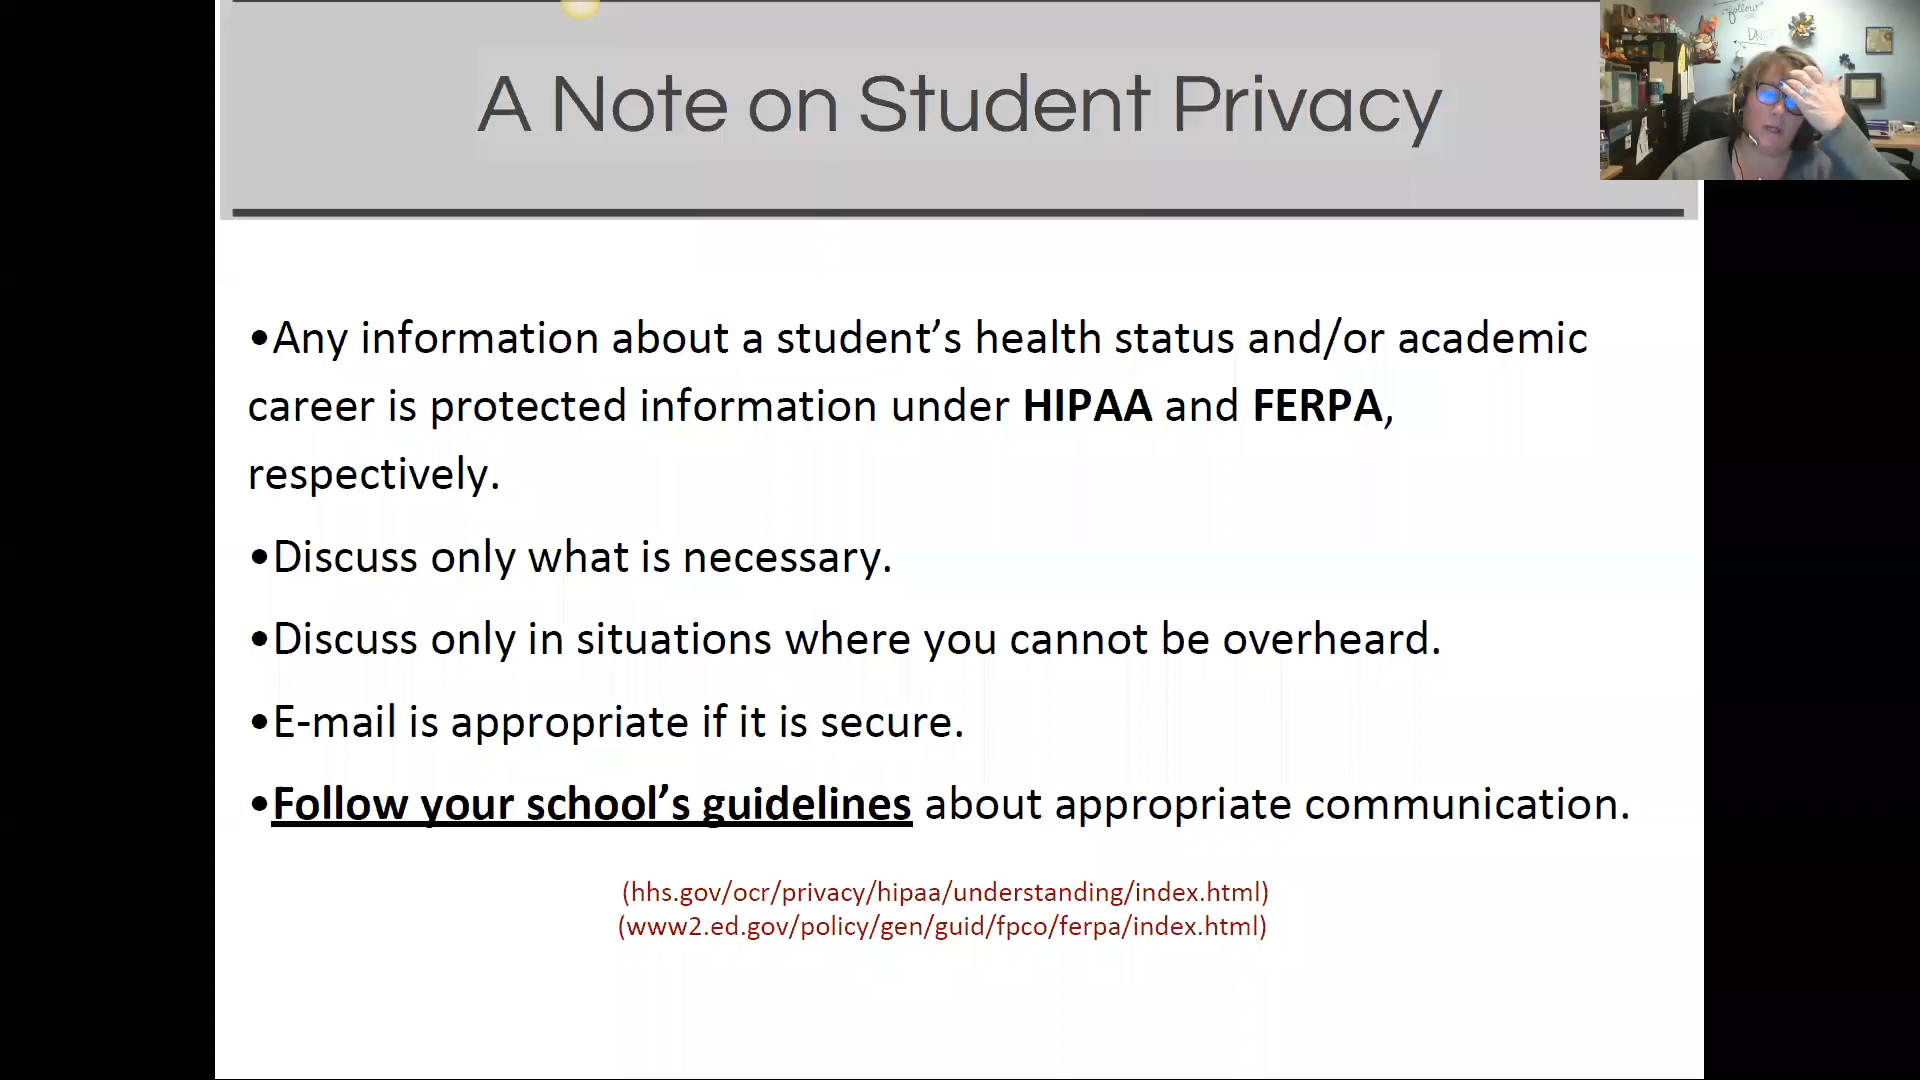 A Note on Student Privacy
follow
•Any information about a student’s health status and/or academic
career is protected information under HIPAA and FERPA,
respectively.
•Discuss only what is necessary.
•Discuss only in situations where you cannot be overheard.
•E-mail is appropriate if it is secure.
•Follow your school’s guidelines about appropriate communication.
(hhs.gov/ocr/privacy/hipaa/understanding/index.html)
(www2.ed.gov/policy/gen/guid/fpco/ferpa/index.html)